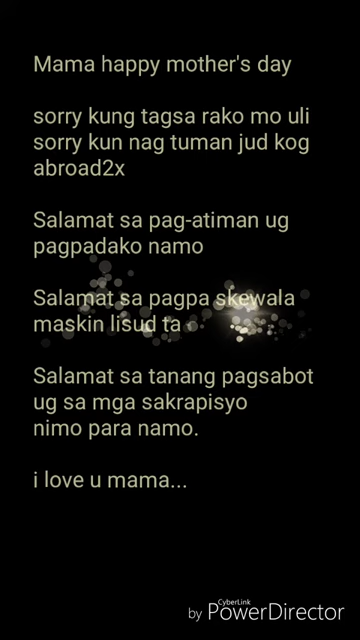 Mama happy mother's day
sorry kung tagsa rako mo uli
sorry kun nag tuman jud kog
abroad2x
Salamat sa pag-atiman ug
pagpadako namo
Salamat sa pagpa skewala
maskin lisud ta
Salamat sa tanang pagsabot
ug sa mga sakrapisyo
nimo para namo.
i love u mama...
CyberLink
by PowerDirector